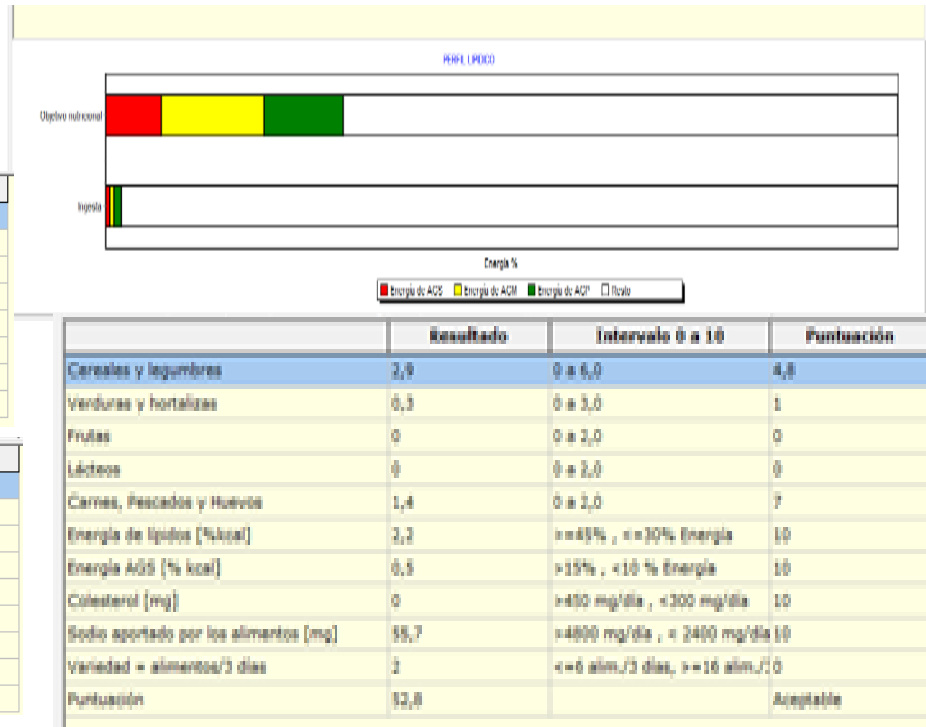 PERFIL LIPIDICO
Objetivo nutricional
Ingesta
Energía %
Energía de AGS Energía de AGM Energía de AGP Resto
Resultado Intervalo 0 a 10 Puntuación
Cereales y legumbres 2,9 0 a 6,0 4,8
Verduras y hortalizas 0,3 0 a 3,0 1
Frutas 0 0 a 2,0 0
Lácteos 0 0 a 2,0 0
Carnes, Pescados y Huevos 1,4 0 a 2,0 7
Energía de lípidos [%kcal] 2,2 >=45% , <=30% Energía 10
Energía AGS [% kcal] 0,5 >15% , <10 % Energía 10
Colesterol [mg] 0 >450 mg/día , <300 mg/día 10
Sodio aportado por los alimentos [mg] 55,7 >4800 mg/día , < 2400 mg/día 10
Variedad = alimentos/3 días 2 <=6 alim./3 días, >=16 alim./ 0
Puntuación 52,8 Aceptable